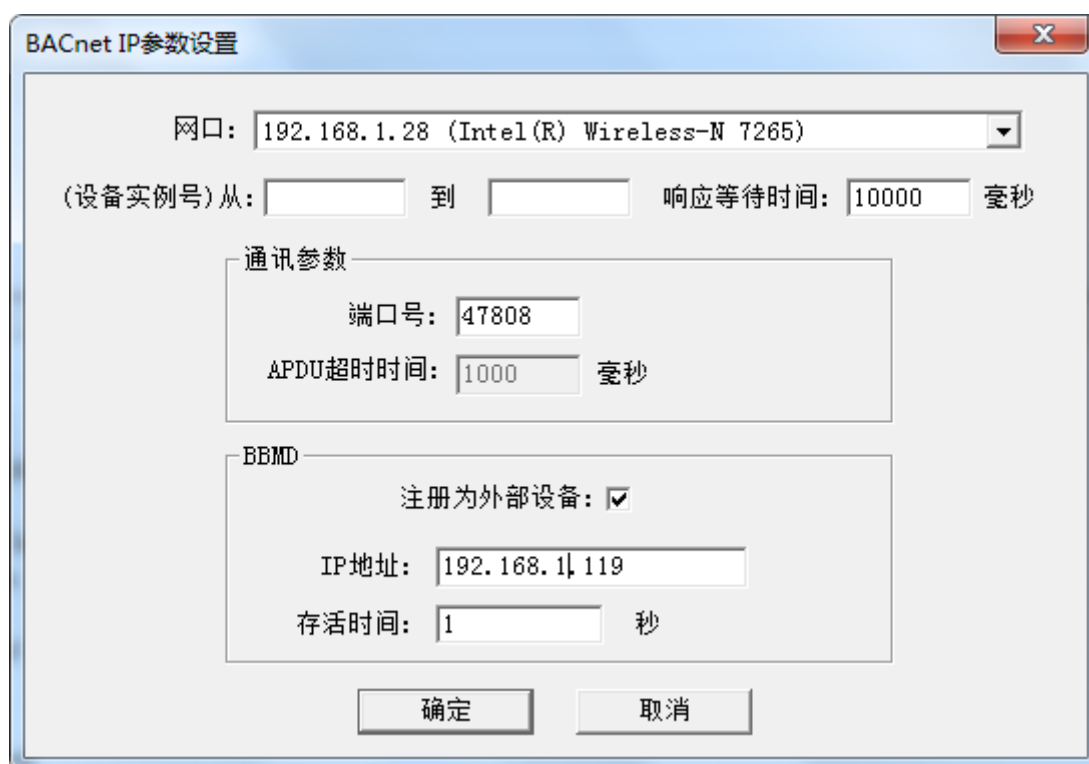 BACnet IP参数设置
网口: 192.168.1.28 (Intel(R) Wireless-N 7265)
(设备实例号)从: 到 响应等待时间: 10000 毫秒
通讯参数
端口号: 47808
APDU超时时间: 1000 毫秒
BBMD
注册为外部设备:
IP地址: 192.168.1.119
存活时间: 1 秒
确定 取消